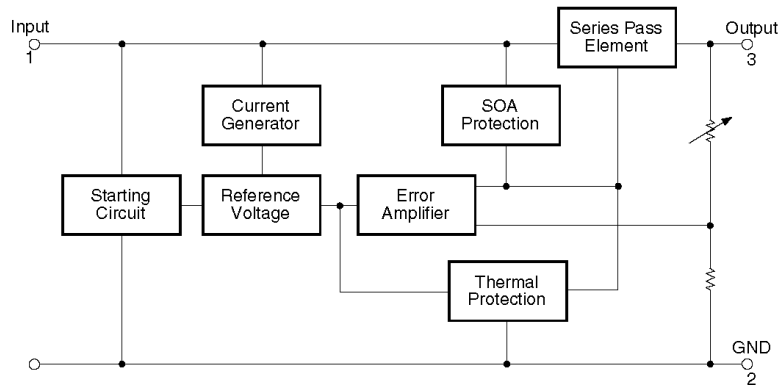 Input
1
Series Pass
Element
Output
3
Current
Generator
SOA
Protection
Starting
Circuit
Reference
Voltage
Error
Amplifier
Thermal
Protection
GND
2